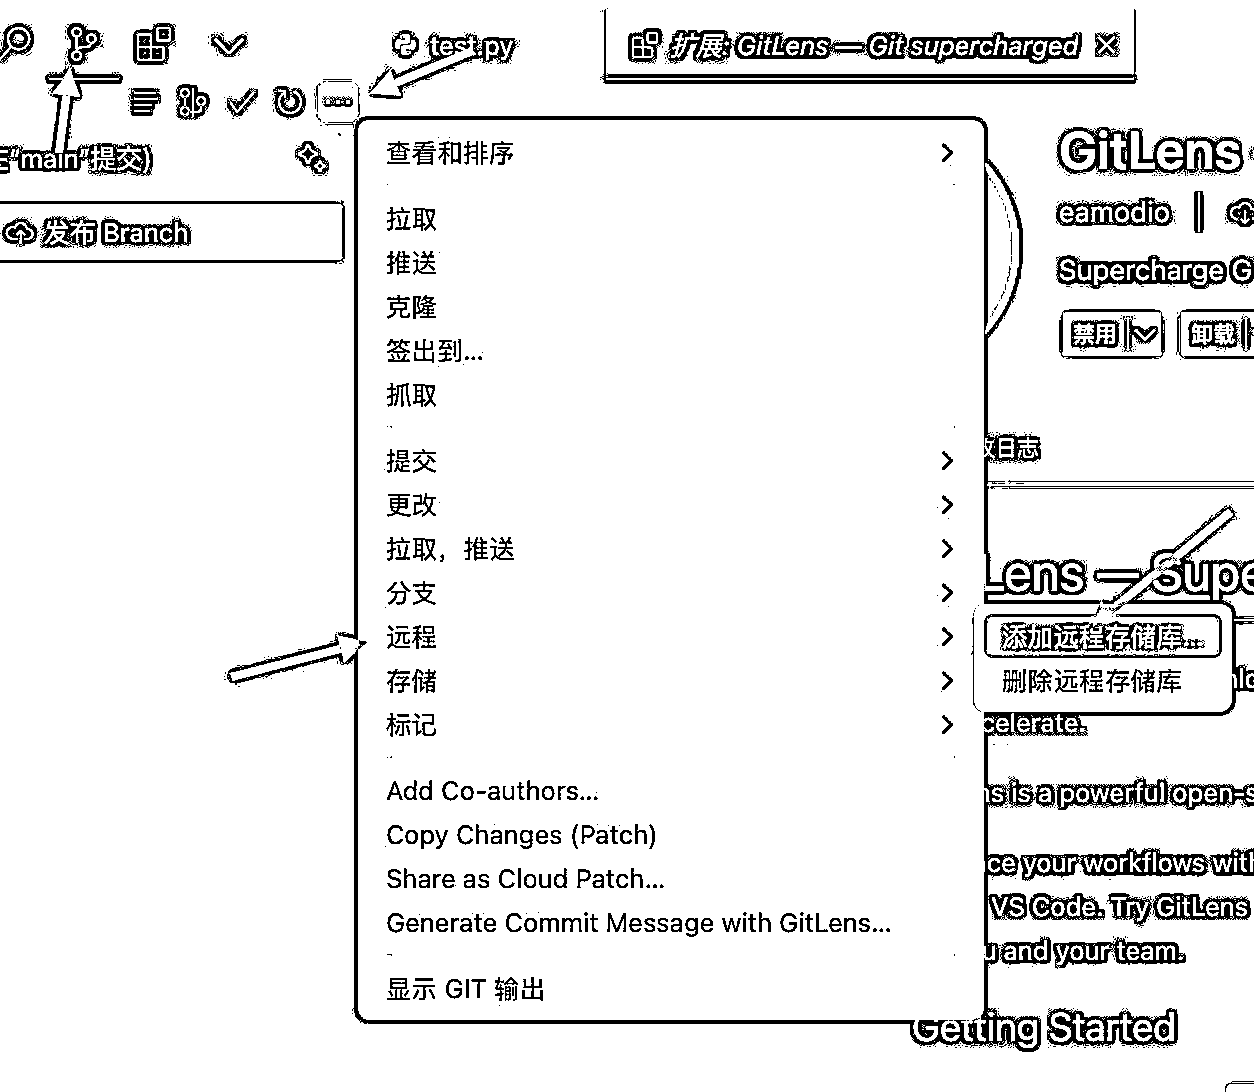 test.py
扩展: GitLens — Git supercharged
"main"提交)
发布 Branch
查看和排序
拉取
推送
克隆
签出到...
抓取
提交
更改
拉取，推送
分支
远程
存储
标记
Add Co-authors...
Copy Changes (Patch)
Share as Cloud Patch...
Generate Commit Message with GitLens...
显示 GIT 输出
添加远程存储库...
删除远程存储库
GitLens
eamodio
Supercharge G
禁用
卸载
日志
Lens — Supe
celerate.
is a powerful open-s
ce your workflows with
VS Code. Try GitLens
u and your team.
Getting Started